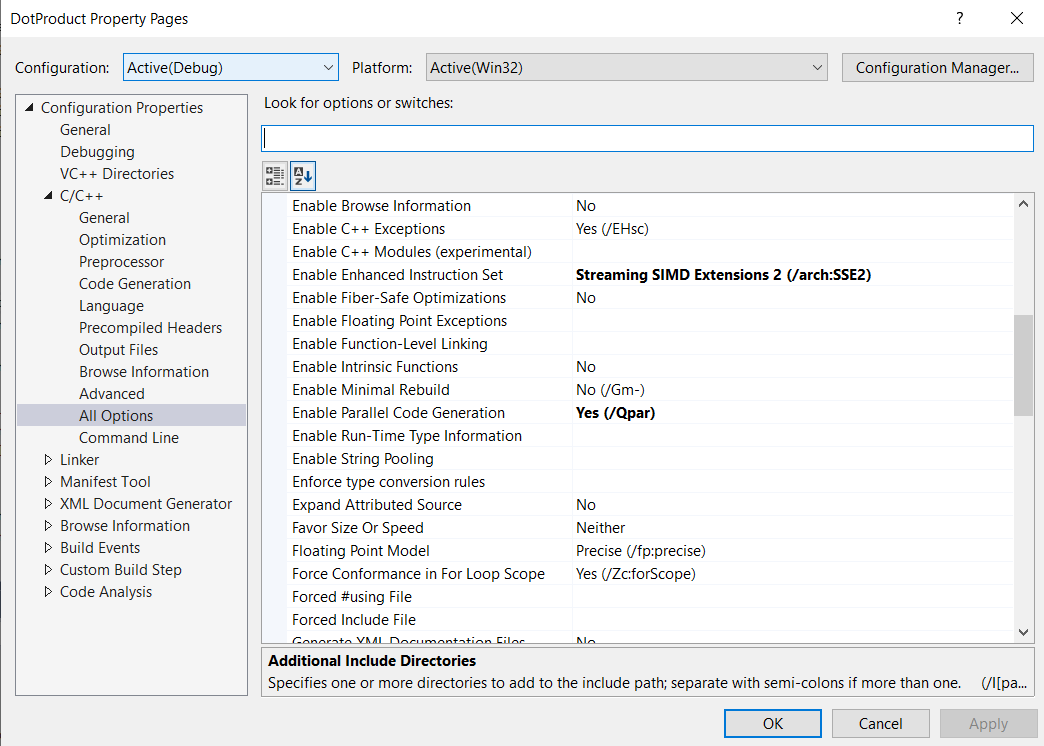 DotProduct Property Pages
?
Configuration: Active(Debug) Platform: Active(Win32) Configuration Manager...
Configuration Properties
General
Debugging
VC++ Directories
C/C++
General
Optimization
Preprocessor
Code Generation
Language
Precompiled Headers
Output Files
Browse Information
Advanced
All Options
Command Line
Linker
Manifest Tool
XML Document Generator
Browse Information
Build Events
Custom Build Step
Code Analysis
Look for options or switches:
A
Z
Enable Browse Information No
Enable C++ Exceptions Yes (/EHsc)
Enable C++ Modules (experimental)
Enable Enhanced Instruction Set Streaming SIMD Extensions 2 (/arch:SSE2)
Enable Fiber-Safe Optimizations No
Enable Floating Point Exceptions
Enable Function-Level Linking
Enable Intrinsic Functions No
Enable Minimal Rebuild No (/Gm-)
Enable Parallel Code Generation Yes (/Qpar)
Enable Run-Time Type Information
Enable String Pooling
Enforce type conversion rules
Expand Attributed Source No
Favor Size Or Speed Neither
Floating Point Model Precise (/fp:precise)
Force Conformance in For Loop Scope Yes (/Zc:forScope)
Forced #using File
Forced Include File
Generate XML Documentation Files No
Additional Include Directories
Specifies one or more directories to add to the include path; separate with semi-colons if more than one. (/I[pa...
OK Cancel Apply